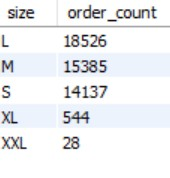 size order_count
L 18526
M 15385
S 14137
XL 544
XXL 28